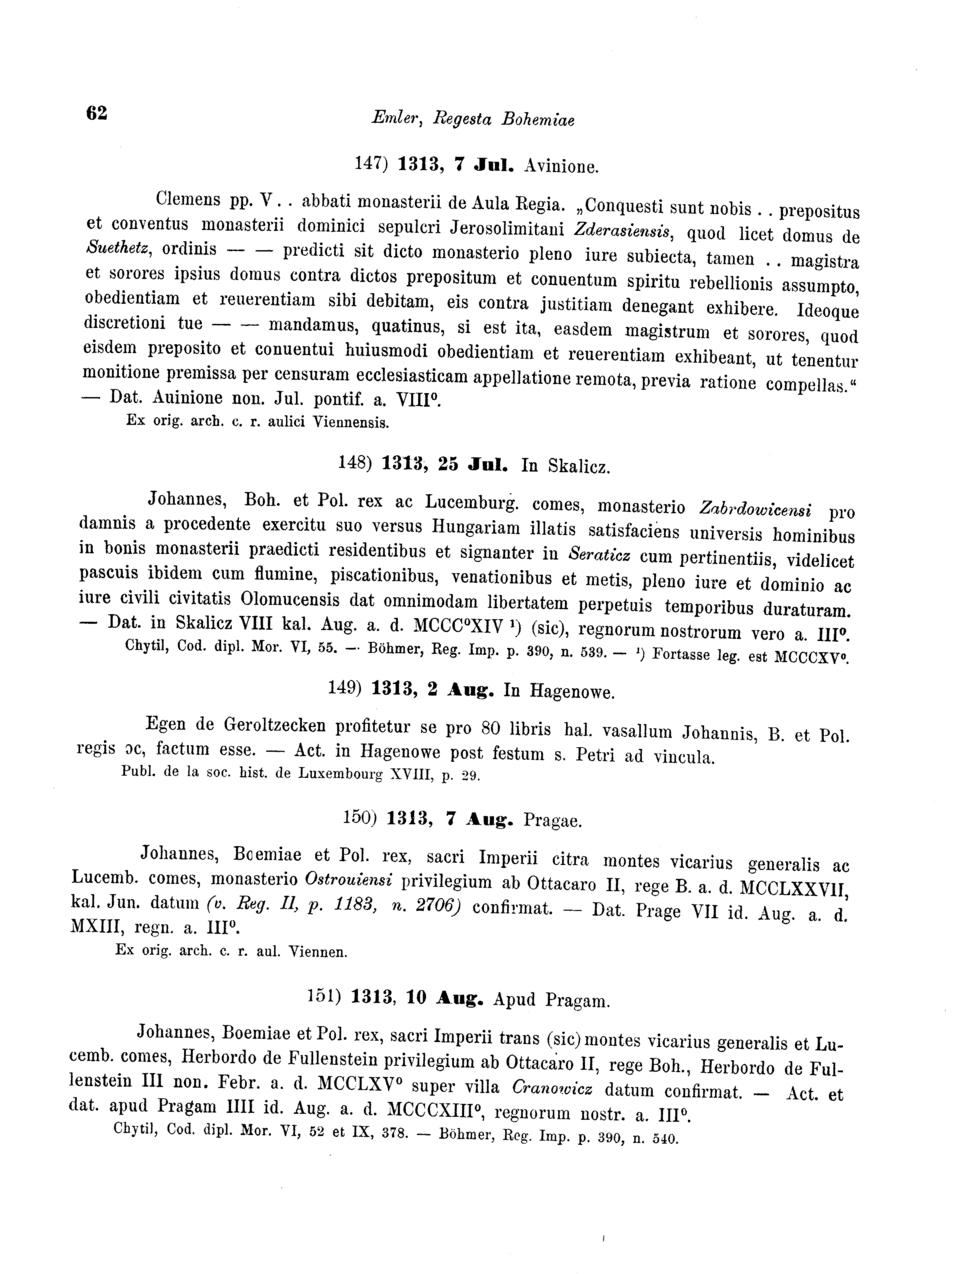 62
Emler, Regesta Bohemiae
147) 1313, 7 Jul. Avinione.
Clemens pp. V . . abbati monasterii de Aula Regia. „Conquesti sunt nobis . . prepositus
et conventus monasterii dominici sepulcri Jerosolimitani Zderasiensis, quod licet domus de
Suethetz, ordinis — — predicti sit dicto monasterio pleno iure subiecta, tamen . . magistra
et sorores ipsius domus contra dictos prepositum et conuentum spiritu rebellionis assumpto,
obedientiam et reuerentiam sibi debitam, eis contra justitiam denegant exhibere. Ideoque
discretioni tue — — mandamus, quatinus, si est ita, easdem magistrum et sorores, quod
eisdem preposito et conuentui huiusmodi obedientiam et reuerentiam exhibeant, ut tenentur
monitione premissa per censuram ecclesiasticam appellatione remota, previa ratione compellas.“
— Dat. Auinione non. Jul. pontif. a. VIIIº.
Ex orig. arch. c. r. aulici Viennensis.
148) 1313, 25 Jul. In Skalicz.
Johannes, Boh. et Pol. rex ac Lucemburg. comes, monasterio Zabrdowicensi pro
damnis a procedente exercitu suo versus Hungariam illatis satisfaciens universis hominibus
in bonis monasterii praedicti residentibus et signanter in Seraticz cum pertinentiis, videlicet
pascuis ibidem cum flumine, piscationibus, venationibus et metis, pleno iure et dominio ac
iure civili civitatis Olomucensis dat omnimodam libertatem perpetuis temporibus duraturam.
— Dat. in Skalicz VIII kal. Aug. a. d. MCCCºXIV ¹) (sic), regnorum nostrorum vero a. IIIº.
Chytil, Cod. dipl. Mor. VI, 55. — Böhmer, Reg. Imp. p. 390, n. 539. — ¹) Fortasse leg. est MCCCXVº.
149) 1313, 2 Aug. In Hagenowe.
Egen de Geroltzecken profitetur se pro 80 libris hal. vasallum Johannis, B. et Pol.
regis ɔc, factum esse. — Act. in Hagenowe post festum s. Petri ad vincula.
Publ. de la soc. hist. de Luxembourg XVIII, p. 29.
150) 1313, 7 Aug. Pragae.
Johannes, Boemiae et Pol. rex, sacri Imperii citra montes vicarius generalis ac
Lucemb. comes, monasterio Ostrouiensi privilegium ab Ottacaro II, rege B. a. d. MCCLXXVII,
kal. Jun. datum (v. Reg. II, p. 1183, n. 2706) confirmat. — Dat. Prage VII id. Aug. a. d.
MXIII, regn. a. IIIº.
Ex orig. arch. c. r. aul. Viennen.
151) 1313, 10 Aug. Apud Pragam.
Johannes, Boemiae et Pol. rex, sacri Imperii trans (sic) montes vicarius generalis et Lu-
cemb. comes, Herbordo de Fullenstein privilegium ab Ottacaro II, rege Boh., Herbordo de Ful-
lenstein III non. Febr. a. d. MCCLXVº super villa Cranowicz datum confirmat. — Act. et
dat. apud Pragam IIII id. Aug. a. d. MCCCXIIIº, regnorum nostr. a. IIIº.
Chytil, Cod. dipl. Mor. VI, 52 et IX, 378. — Böhmer, Reg. Imp. p. 390, n. 540.